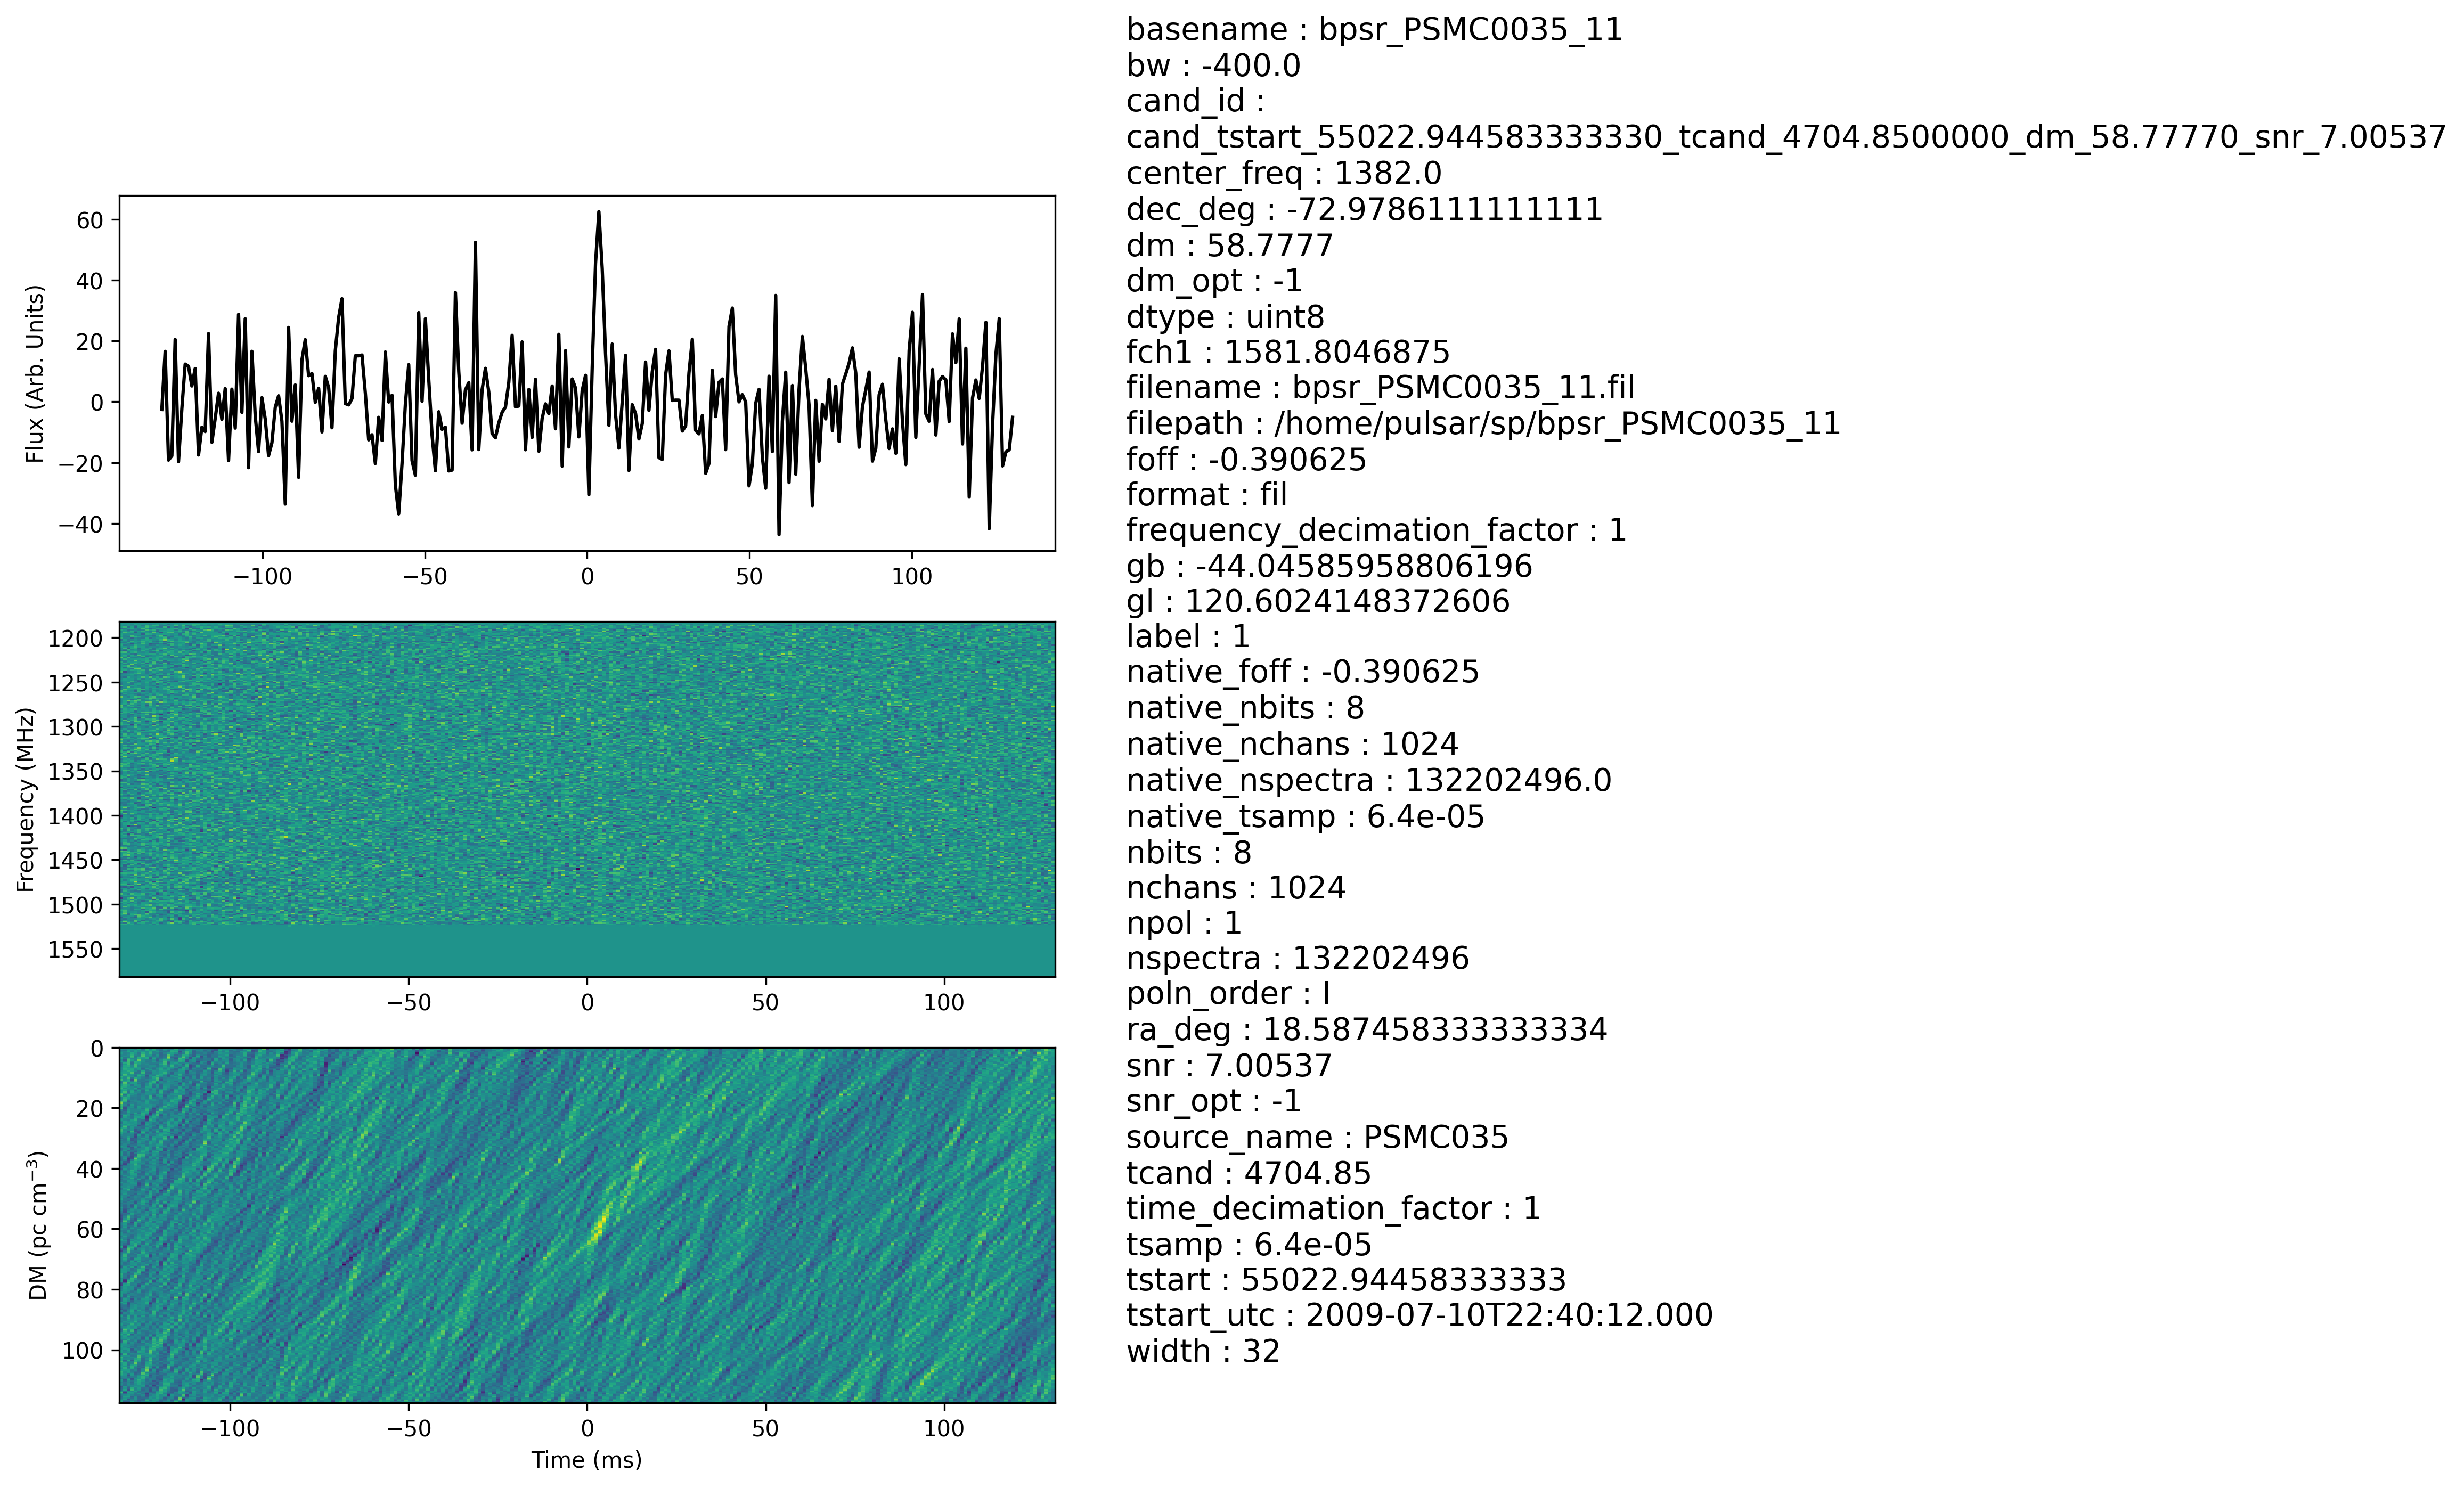 basename : bpsr_PSMC0035_11
bw : -400.0
cand_id :
cand_tstart_55022.944583333330_tcand_4704.8500000_dm_58.77770_snr_7.00537
center_freq : 1382.0
dec_deg : -72.9786111111111
dm : 58.7777
dm_opt : -1
dtype : uint8
fch1 : 1581.8046875
filename : bpsr_PSMC0035_11.fil
filepath : /home/pulsar/sp/bpsr_PSMC0035_11
foff : -0.390625
format : fil
frequency_decimation_factor : 1
gb : -44.04585958806196
gl : 120.6024148372606
label : 1
native_foff : -0.390625
native_nbits : 8
native_nchans : 1024
native_nspectra : 132202496.0
native_tsamp : 6.4e-05
nbits : 8
nchans : 1024
npol : 1
nspectra : 132202496
poln_order : I
ra_deg : 18.587458333333334
snr : 7.00537
snr_opt : -1
source_name : PSMC035
tcand : 4704.85
time_decimation_factor : 1
tsamp : 6.4e-05
tstart : 55022.94458333333
tstart_utc : 2009-07-10T22:40:12.000
width : 32
Flux (Arb. Units)
60
40
20
0
−20
−40
−100 −50 0 50 100
Frequency (MHz)
1200
1250
1300
1350
1400
1450
1500
1550
−100 −50 0 50 100
DM (pc cm⁻³)
0
20
40
60
80
100
−100 −50 0 50 100
Time (ms)